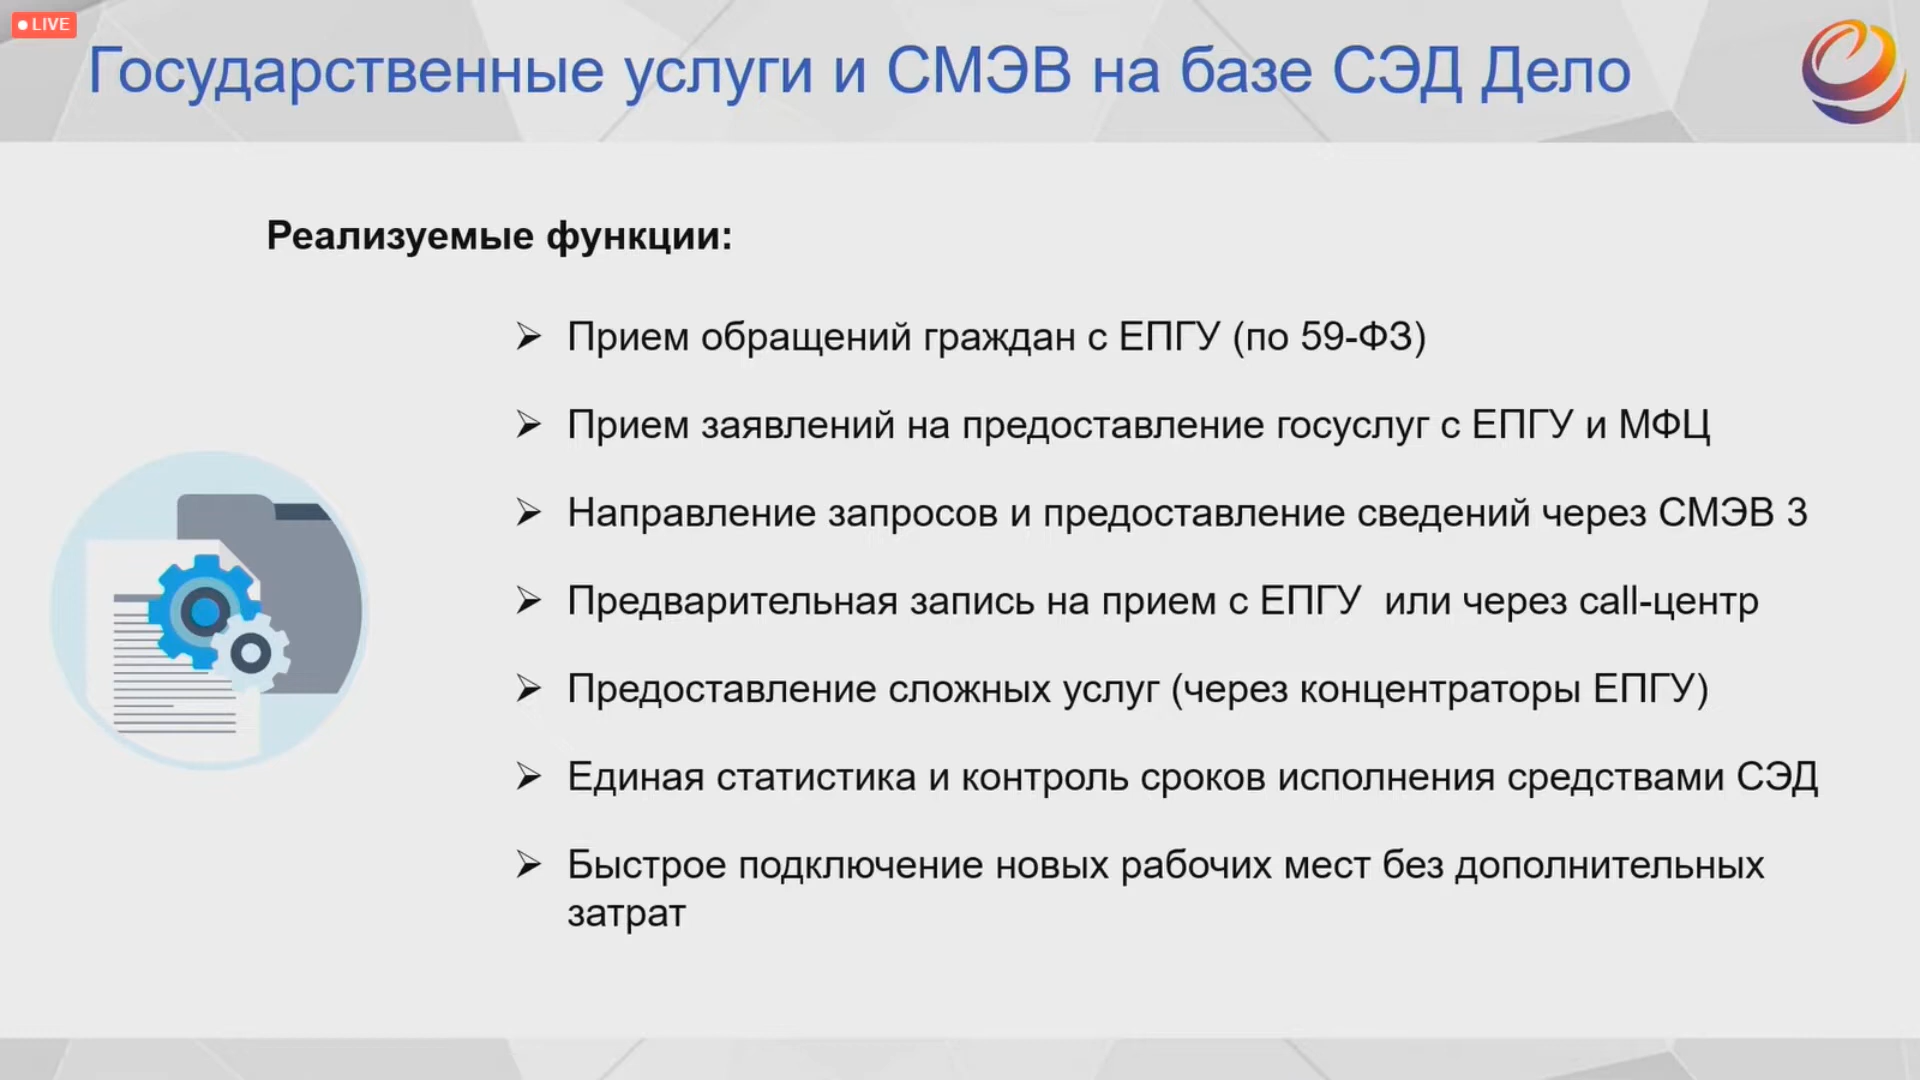 LIVE
Государственные услуги и СМЭВ на базе СЭД Дело
Реализуемые функции:
➢ Прием обращений граждан с ЕПГУ (по 59-ФЗ)
➢ Прием заявлений на предоставление госуслуг с ЕПГУ и МФЦ
➢ Направление запросов и предоставление сведений через СМЭВ 3
➢ Предварительная запись на прием с ЕПГУ  или через call-центр
➢ Предоставление сложных услуг (через концентраторы ЕПГУ)
➢ Единая статистика и контроль сроков исполнения средствами СЭД
➢ Быстрое подключение новых рабочих мест без дополнительных
затрат